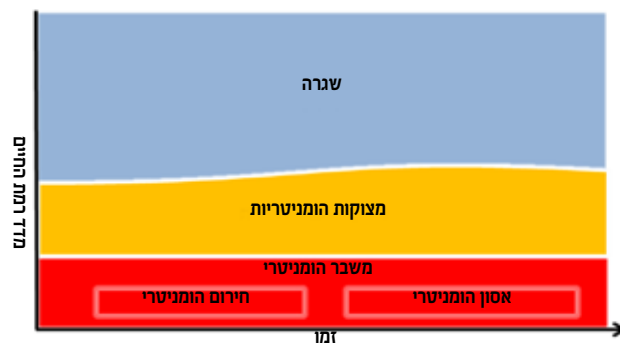 שגרה
מדד רמת החיים
מצוקות הומניטריות
משבר הומניטרי
אסון הומניטרי
חירום הומניטרי
זמן